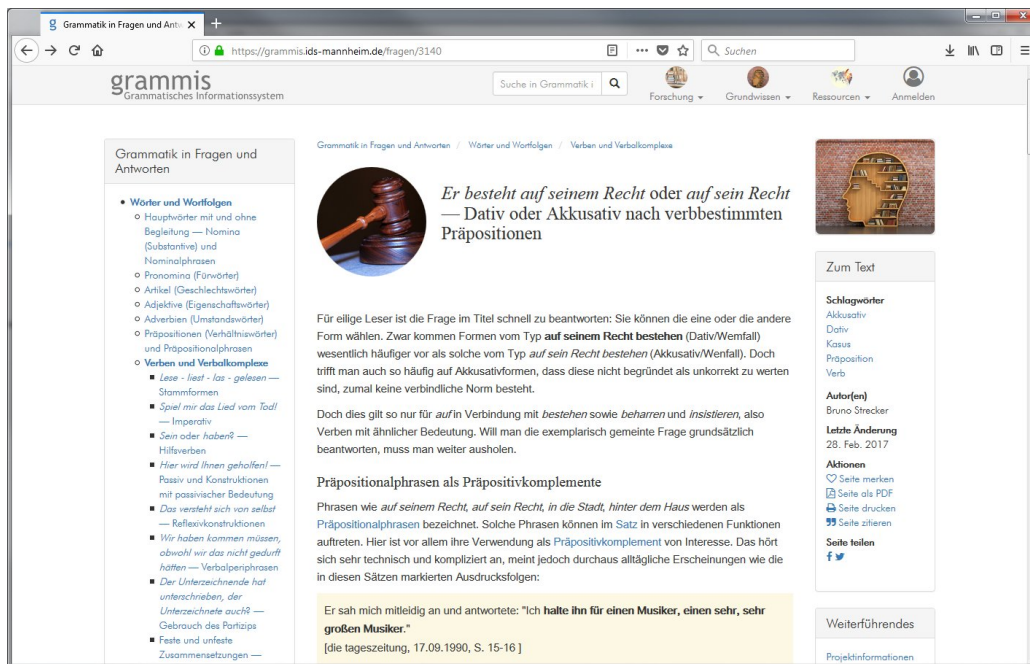 Grammatik in Fragen und Antw
https://grammis.ids-mannheim.de/fragen/3140
Suchen
grammis
Grammatisches Informationssystem
Suche in Grammatik i
Forschung
Grundwissen
Ressourcen
Anmelden
Grammatik in Fragen und
Antworten
Wörter und Wortfolgen
Hauptwörter mit und ohne
Begleitung — Nomina
(Substantive) und
Nominalphrasen
Pronomina (Fürwörter)
Artikel (Geschlechtswörter)
Adjektive (Eigenschaftswörter)
Adverbien (Umstandswörter)
Präpositionen (Verhältniswörter)
und Präpositionalphrasen
Verben und Verbalkomplexe
Lese - liest - las - gelesen —
Stammformen
Spiel mir das Lied vom Tod!
— Imperativ
Sein oder haben? —
Hilfsverben
Hier wird Ihnen geholfen! —
Passiv und Konstruktionen
mit passivischer Bedeutung
Das versteht sich von selbst
— Reflexivkonstruktionen
Wir haben kommen müssen,
obwohl wir das nicht gedurft
hätten — Verbalperiphrasen
Der Unterzeichnende hat
unterschrieben, der
Unterzeichnete auch? —
Gebrauch des Partizips
Feste und unfeste
Zusammensetzungen —
Grammatik in Fragen und Antworten / Wörter und Wortfolgen / Verben und Verbalkomplexe
Er besteht auf seinem Recht oder auf sein Recht
— Dativ oder Akkusativ nach verbbestimmten
Präpositionen
Für eilige Leser ist die Frage im Titel schnell zu beantworten: Sie können die eine oder die andere
Form wählen. Zwar kommen Formen vom Typ auf seinem Recht bestehen (Dativ/Wemfall)
wesentlich häufiger vor als solche vom Typ auf sein Recht bestehen (Akkusativ/Wenfall). Doch
trifft man auch so häufig auf Akkusativformen, dass diese nicht begründet als unkorrekt zu werten
sind, zumal keine verbindliche Norm besteht.
Doch dies gilt so nur für auf in Verbindung mit bestehen sowie beharren und insistieren, also
Verben mit ähnlicher Bedeutung. Will man die exemplarisch gemeinte Frage grundsätzlich
beantworten, muss man weiter ausholen.
Präpositionalphrasen als Präpositivkomplemente
Phrasen wie auf seinem Recht, auf sein Recht, in die Stadt, hinter dem Haus werden als
Präpositionalphrasen bezeichnet. Solche Phrasen können im Satz in verschiedenen Funktionen
auftreten. Hier ist vor allem ihre Verwendung als Präpositivkomplement von Interesse. Das hört
sich sehr technisch und kompliziert an, meint jedoch durchaus alltägliche Erscheinungen wie die
in diesen Sätzen markierten Ausdrucksfolgen:
Er sah mich mitleidig an und antwortete: "Ich halte ihn für einen Musiker, einen sehr, sehr
großen Musiker."
[die tageszeitung, 17.09.1990, S. 15-16 ]
Zum Text
Schlagwörter
Akkusativ
Dativ
Kasus
Präposition
Verb
Autor(en)
Bruno Strecker
Letzte Änderung
28. Feb. 2017
Aktionen
Seite merken
Seite als PDF
Seite drucken
Seite zitieren
Seite teilen
Weiterführendes
Projektinformationen